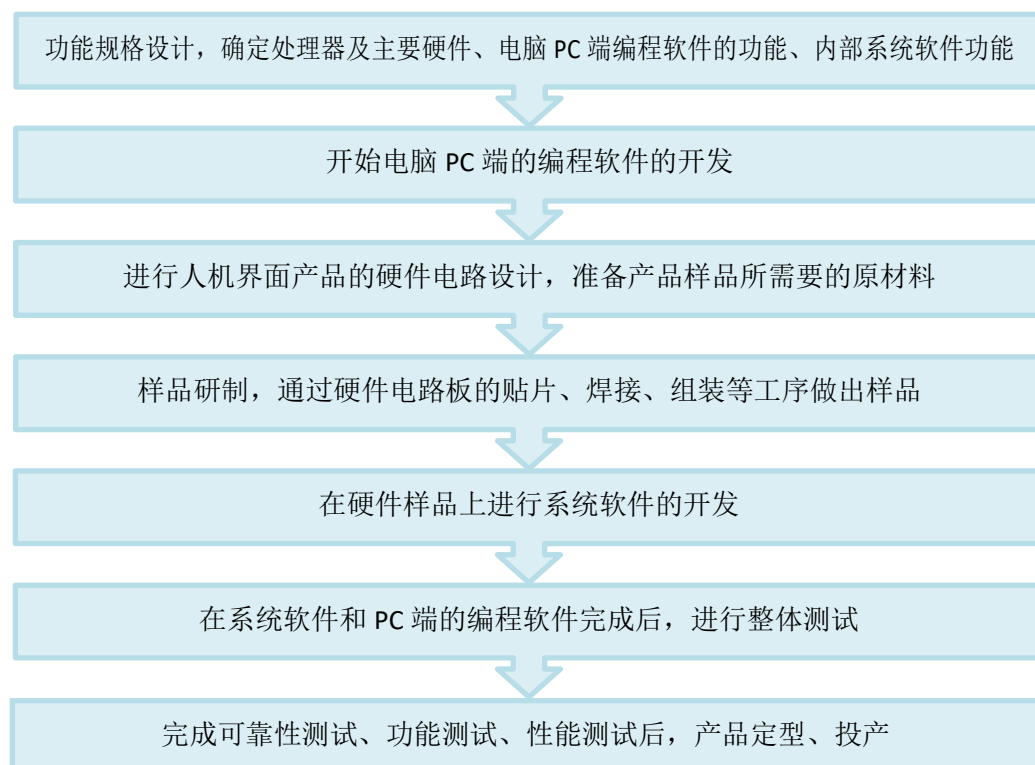 功能规格设计，确定处理器及主要硬件、电脑 PC 端编程软件的功能、内部系统软件功能
开始电脑 PC 端的编程软件的开发
进行人机界面产品的硬件电路设计，准备产品样品所需要的原材料
样品研制，通过硬件电路板的贴片、焊接、组装等工序做出样品
在硬件样品上进行系统软件的开发
在系统软件和 PC 端的编程软件完成后，进行整体测试
完成可靠性测试、功能测试、性能测试后，产品定型、投产